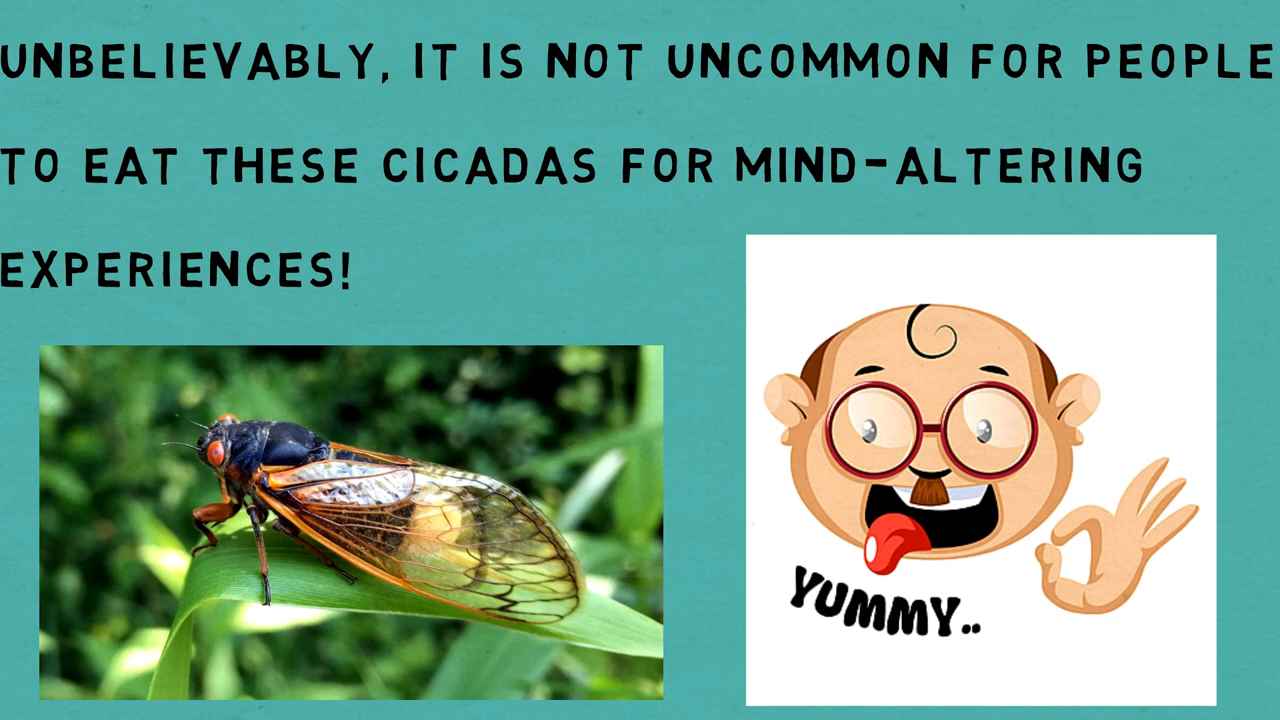 UNBELIEVABLY, IT IS NOT UNCOMMON FOR PEOPLE
TO EAT THESE CICADAS FOR MIND-ALTERING
EXPERIENCES!
YUMMY..